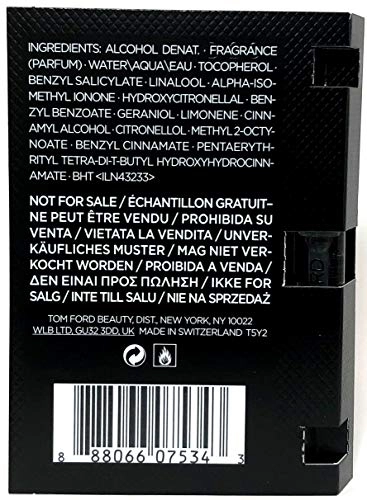 INGREDIENTS: ALCOHOL DENAT. · FRAGRANCE
(PARFUM) · WATER\AQUA\EAU · TOCOPHEROL ·
BENZYL SALICYLATE · LINALOOL · ALPHA-ISO-
METHYL IONONE · HYDROXYCITRONELLAL · BEN-
ZYL BENZOATE · GERANIOL · LIMONENE · CINN-
AMYL ALCOHOL · CITRONELLOL · METHYL 2-OCTY-
NOATE · BENZYL CINNAMATE · PENTAERYTH-
RITYL TETRA-DI-T-BUTYL HYDROXYHYDROCINN-
AMATE · BHT <ILN43233>
NOT FOR SALE / ÉCHANTILLON GRATUIT-
NE PEUT ÊTRE VENDU / PROHIBIDA SU
VENTA / VIETATA LA VENDITA / UNVER-
KÄUFLICHES MUSTER / MAG NIET VER-
KOCHT WORDEN / PROIBIDA A VENDA /
ΔΕΝ ΕΙΝΑΙ ΠΡΟΣ ΠΩΛΗΣΗ / IKKE FOR
SALG / INTE TILL SALU / NIE NA SPRZEDAŻ
TOM FORD BEAUTY, DIST., NEW YORK, NY 10022
WLB LTD, GU32 3DD, UK MADE IN SWITZERLAND T5Y2
8 88066 07534 3